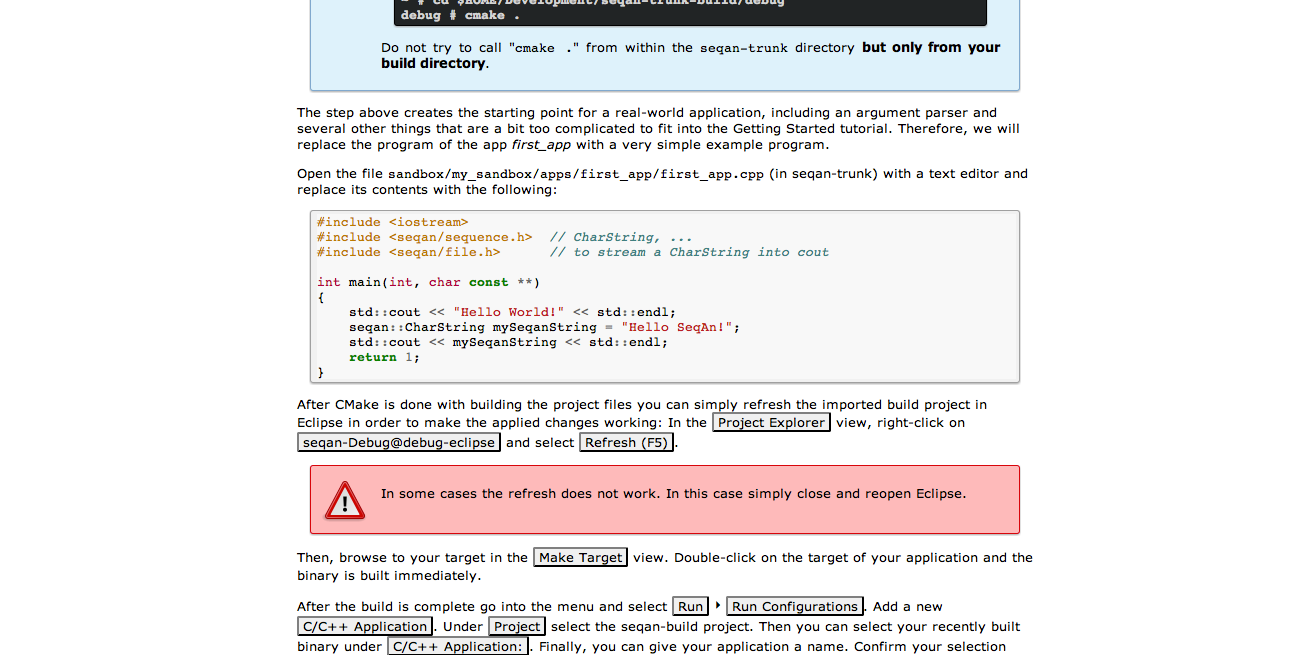 ~ # cd $HOME/Development/seqan-trunk-build/debug
debug # cmake .
Do not try to call "cmake ." from within the seqan-trunk directory but only from your
build directory.
The step above creates the starting point for a real-world application, including an argument parser and
several other things that are a bit too complicated to fit into the Getting Started tutorial. Therefore, we will
replace the program of the app first_app with a very simple example program.
Open the file sandbox/my_sandbox/apps/first_app/first_app.cpp (in seqan-trunk) with a text editor and
replace its contents with the following:
#include <iostream>
#include <seqan/sequence.h>  // CharString, ...
#include <seqan/file.h>      // to stream a CharString into cout
int main(int, char const **)
{
    std::cout << "Hello World!" << std::endl;
    seqan::CharString mySeqanString = "Hello SeqAn!";
    std::cout << mySeqanString << std::endl;
    return 1;
}
After CMake is done with building the project files you can simply refresh the imported build project in
Eclipse in order to make the applied changes working: In the Project Explorer view, right-click on
seqan-Debug@debug-eclipse and select Refresh (F5).
In some cases the refresh does not work. In this case simply close and reopen Eclipse.
Then, browse to your target in the Make Target view. Double-click on the target of your application and the
binary is built immediately.
After the build is complete go into the menu and select Run ‣ Run Configurations. Add a new
C/C++ Application. Under Project select the seqan-build project. Then you can select your recently built
binary under C/C++ Application:. Finally, you can give your application a name. Confirm your selection